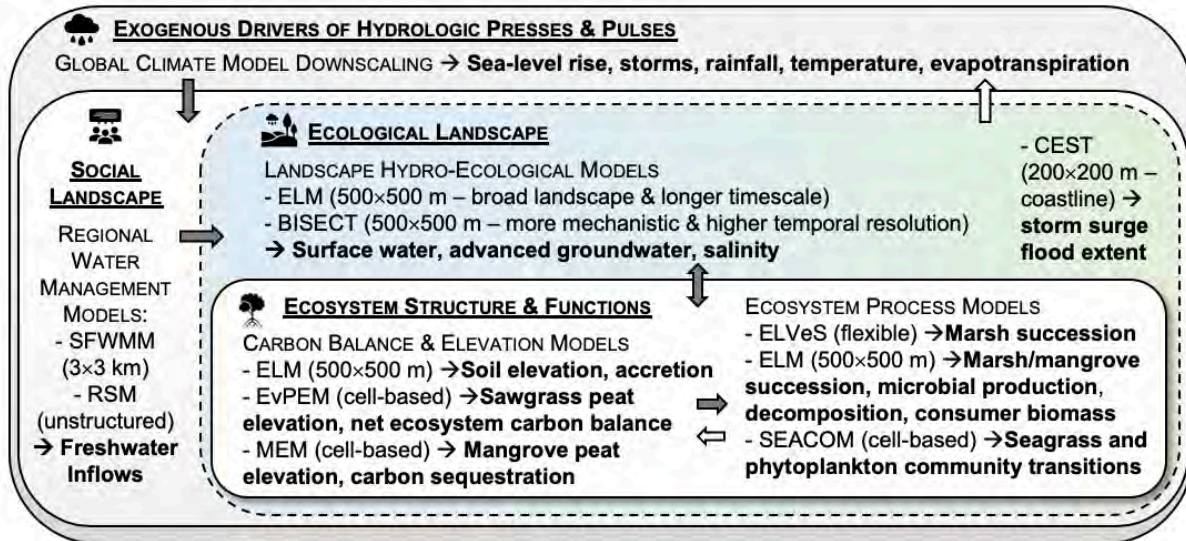 EXOGENOUS DRIVERS OF HYDROLOGIC PRESSES & PULSES
GLOBAL CLIMATE MODEL DOWNSCALING → Sea-level rise, storms, rainfall, temperature, evapotranspiration
SOCIAL
LANDSCAPE
REGIONAL
WATER
MANAGEMENT
MODELS:
- SFWMM
(3×3 km)
- RSM
(unstructured)
→ Freshwater
Inflows
ECOLOGICAL LANDSCAPE
LANDSCAPE HYDRO-ECOLOGICAL MODELS
- ELM (500×500 m – broad landscape & longer timescale)
- BISECT (500×500 m – more mechanistic & higher temporal resolution)
→ Surface water, advanced groundwater, salinity
- CEST
(200×200 m –
coastline) →
storm surge
flood extent
ECOSYSTEM STRUCTURE & FUNCTIONS
CARBON BALANCE & ELEVATION MODELS
- ELM (500×500 m) →Soil elevation, accretion
- EvPEM (cell-based) →Sawgrass peat
elevation, net ecosystem carbon balance
- MEM (cell-based) → Mangrove peat
elevation, carbon sequestration
ECOSYSTEM PROCESS MODELS
- ELVeS (flexible) →Marsh succession
- ELM (500×500 m) →Marsh/mangrove
succession, microbial production,
decomposition, consumer biomass
- SEACOM (cell-based) →Seagrass and
phytoplankton community transitions